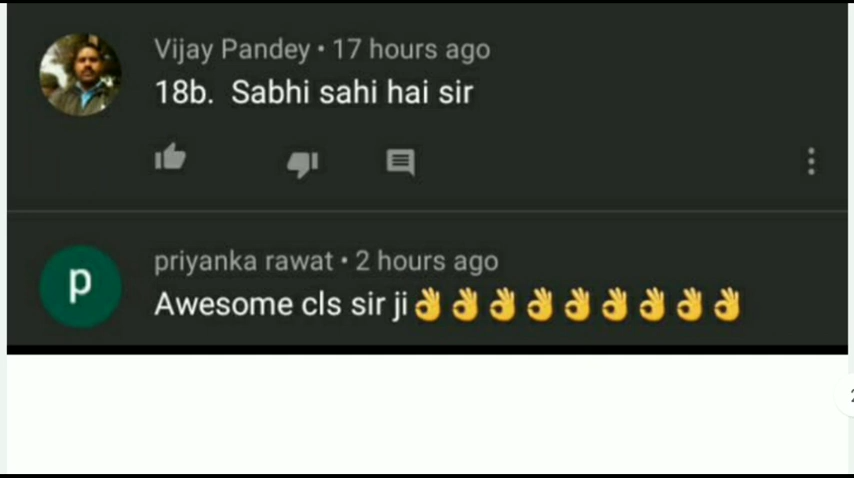 Vijay Pandey • 17 hours ago
18b. Sabhi sahi hai sir
p
priyanka rawat • 2 hours ago
Awesome cls sir ji👌👌👌👌👌👌👌👌👌